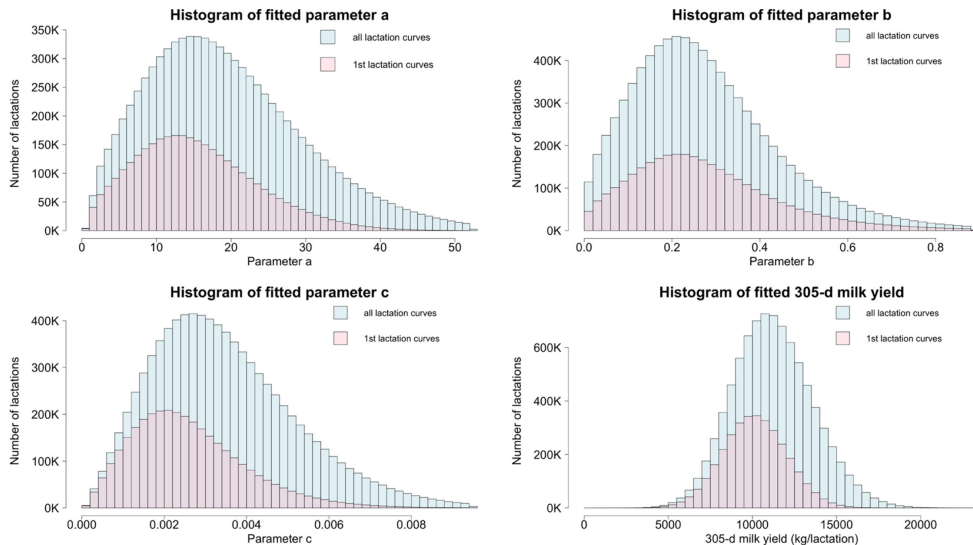 Histogram of fitted parameter a
350K
300K
250K
200K
150K
100K
50K
0K
Number of lactations
all lactation curves
1st lactation curves
0 10 20 30 40 50
Parameter a
Histogram of fitted parameter b
400K
300K
200K
100K
0K
Number of lactations
all lactation curves
1st lactation curves
0.0 0.2 0.4 0.6 0.8
Parameter b
Histogram of fitted parameter c
400K
300K
200K
100K
0K
Number of lactations
all lactation curves
1st lactation curves
0.000 0.002 0.004 0.006 0.008
Parameter c
Histogram of fitted 305-d milk yield
600K
400K
200K
0K
Number of lactations
all lactation curves
1st lactation curves
0 5000 10000 15000 20000
305-d milk yield (kg/lactation)